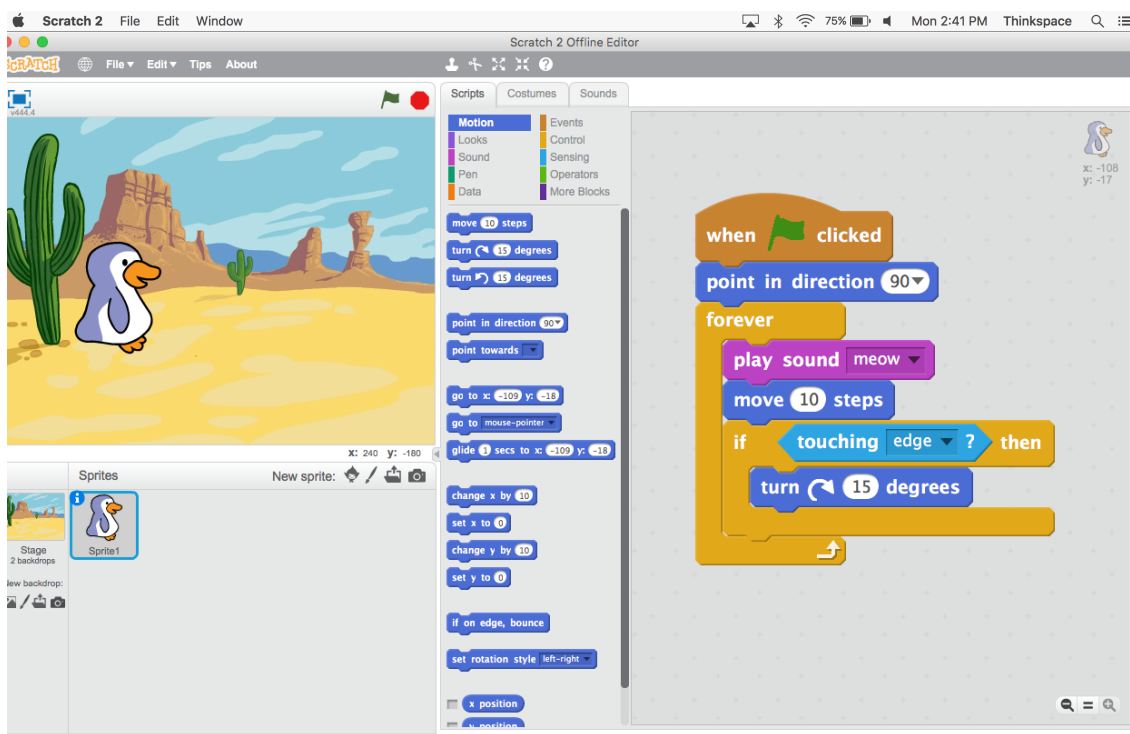 Scratch 2 File Edit Window 75% Mon 2:41 PM Thinkspace
Scratch 2 Offline Editor
SCRATCH File Edit Tips About
v444.4
Scripts Costumes Sounds
Motion Events
Looks Control
Sound Sensing
Pen Operators
Data More Blocks
move 10 steps
turn 15 degrees
turn 15 degrees
point in direction 90
point towards
go to x: -109 y: -18
go to mouse-pointer
glide 1 secs to x: -109 y: -18
change x by 10
set x to 0
change y by 10
set y to 0
if on edge, bounce
set rotation style left-right
x position
y position
x: -108
y: -17
when clicked
point in direction 90
forever
play sound meow
move 10 steps
if touching edge ? then
turn 15 degrees
x: 240 y: -180
Sprites New sprite:
Stage
2 backdrops
New backdrop:
Sprite1